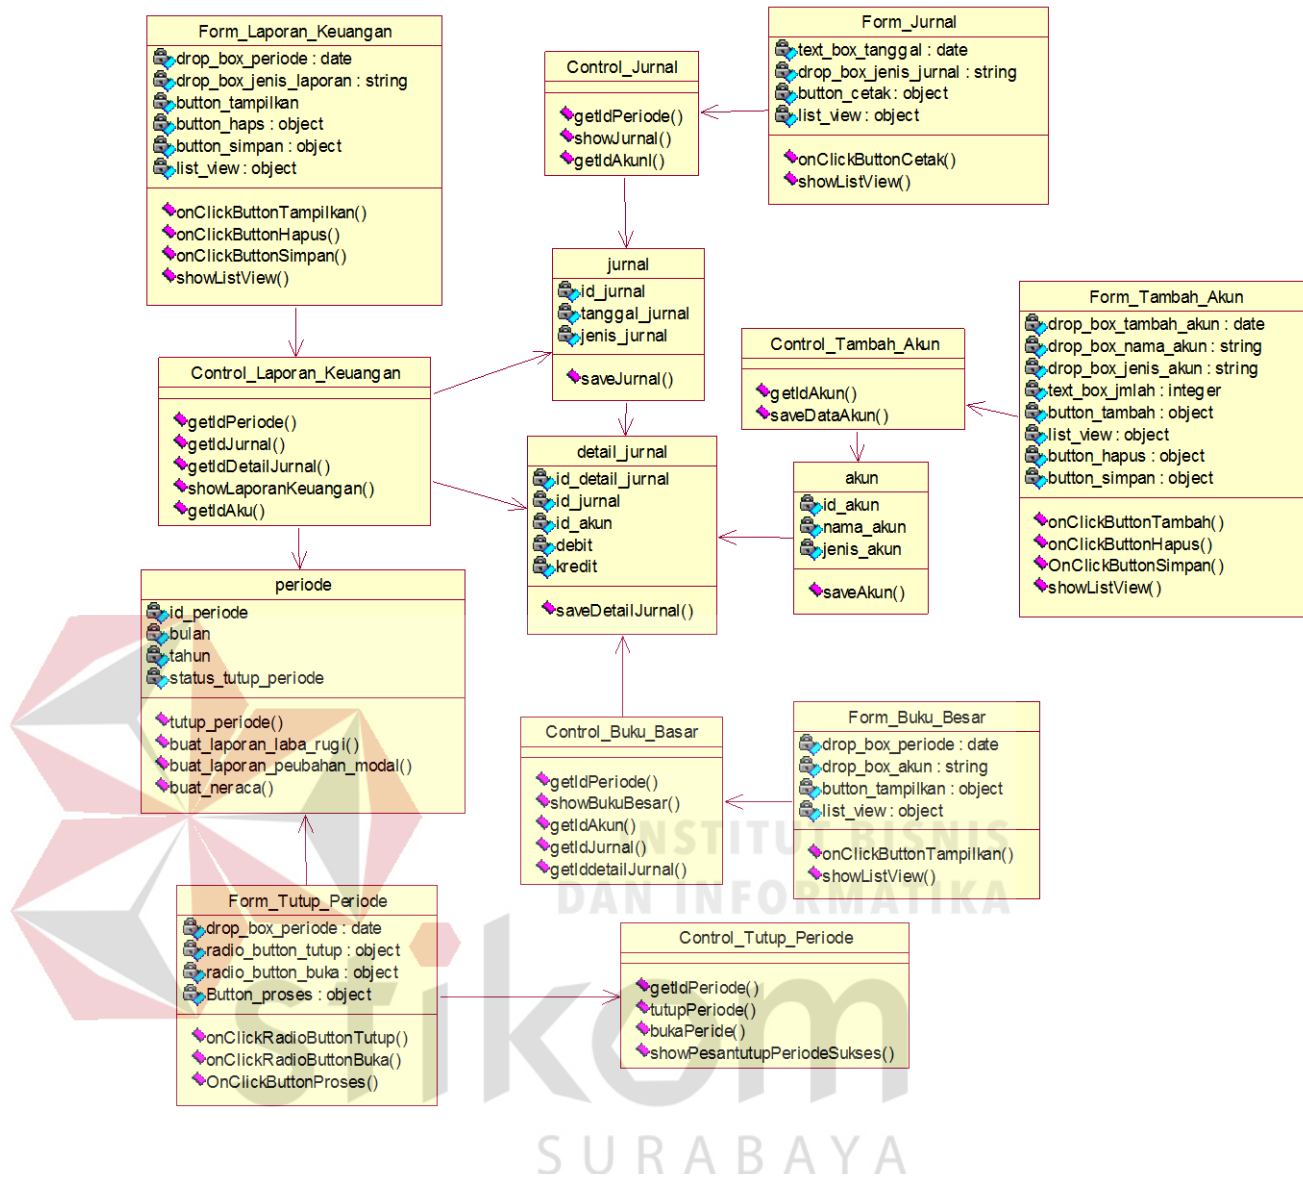 Form_Laporan_Keuangan
drop_box_periode : date
drop_box_jenis_laporan : string
button_tampilkan
button_haps : object
button_simpan : object
list_view : object
onClickButtonTampilkan()
onClickButtonHapus()
onClickButtonSimpan()
showListView()
Control_Jurnal
getIdPeriode()
showJurnal()
getIdAkunl()
Form_Jurnal
text_box_tanggal : date
drop_box_jenis_jurnal : string
button_cetak : object
list_view : object
onClickButtonCetak()
showListView()
jurnal
id_jurnal
tanggal_jurnal
jenis_jurnal
saveJurnal()
Control_Laporan_Keuangan
getIdPeriode()
getIdJurnal()
getIdDetailJurnal()
showLaporanKeuangan()
getIdAku()
Control_Tambah_Akun
getIdAkun()
saveDataAkun()
Form_Tambah_Akun
drop_box_tambah_akun : date
drop_box_nama_akun : string
drop_box_jenis_akun : string
text_box_jmlah : integer
button_tambah : object
list_view : object
button_hapus : object
button_simpan : object
onClickButtonTambah()
onClickButtonHapus()
OnClickButtonSimpan()
showListView()
detail_jurnal
id_detail_jurnal
id_jurnal
id_akun
debit
kredit
saveDetailJurnal()
akun
id_akun
nama_akun
jenis_akun
saveAkun()
periode
id_periode
bulan
tahun
status_tutup_periode
tutup_periode()
buat_laporan_laba_rugi()
buat_laporan_peubahan_modal()
buat_neraca()
Control_Buku_Basar
getIdPeriode()
showBukuBesar()
getIdAkun()
getIdJurnal()
getIddetailJurnal()
Form_Buku_Besar
drop_box_periode : date
drop_box_akun : string
button_tampilkan : object
list_view : object
onClickButtonTampilkan()
showListView()
Form_Tutup_Periode
drop_box_periode : date
radio_button_tutup : object
radio_button_buka : object
Button_proses : object
onClickRadioButtonTutup()
onClickRadioButtonBuka()
OnClickButtonProses()
Control_Tutup_Periode
getIdPeriode()
tutupPeriode()
bukaPeride()
showPesantutupPeriodeSukses()
INSTITUT BISNIS
DAN INFORMATIKA
stikom
SURABAYA